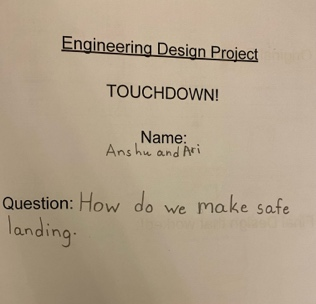 Engineering Design Project
TOUCHDOWN!
Name:
Anshu and Ari
Question: How do we make safe
landing.